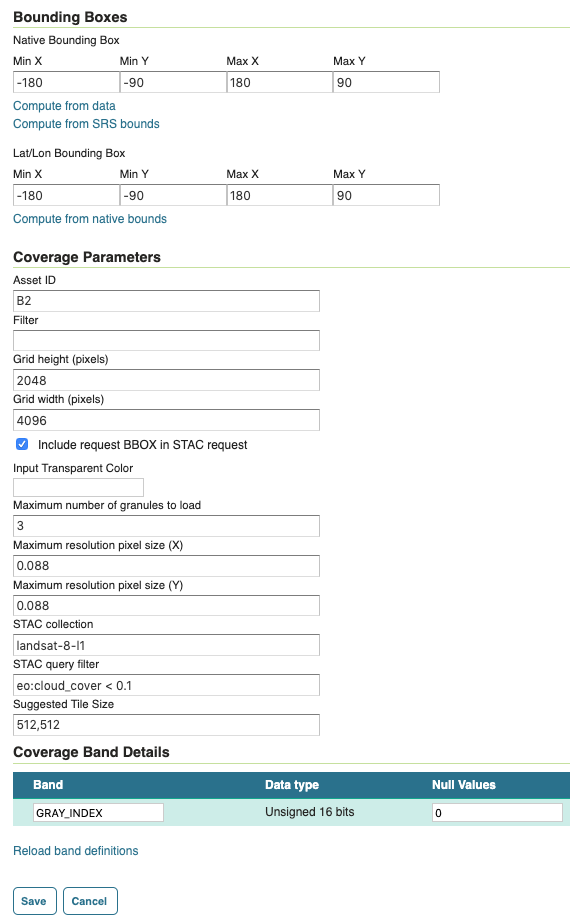 Bounding Boxes
Native Bounding Box
Min X Min Y Max X Max Y
-180 -90 180 90
Compute from data
Compute from SRS bounds
Lat/Lon Bounding Box
Min X Min Y Max X Max Y
-180 -90 180 90
Compute from native bounds
Coverage Parameters
Asset ID
B2
Filter
Grid height (pixels)
2048
Grid width (pixels)
4096
Include request BBOX in STAC request
Input Transparent Color
Maximum number of granules to load
3
Maximum resolution pixel size (X)
0.088
Maximum resolution pixel size (Y)
0.088
STAC collection
landsat-8-l1
STAC query filter
eo:cloud_cover < 0.1
Suggested Tile Size
512,512
Coverage Band Details
Band Data type Null Values
GRAY_INDEX Unsigned 16 bits 0
Reload band definitions
Save Cancel